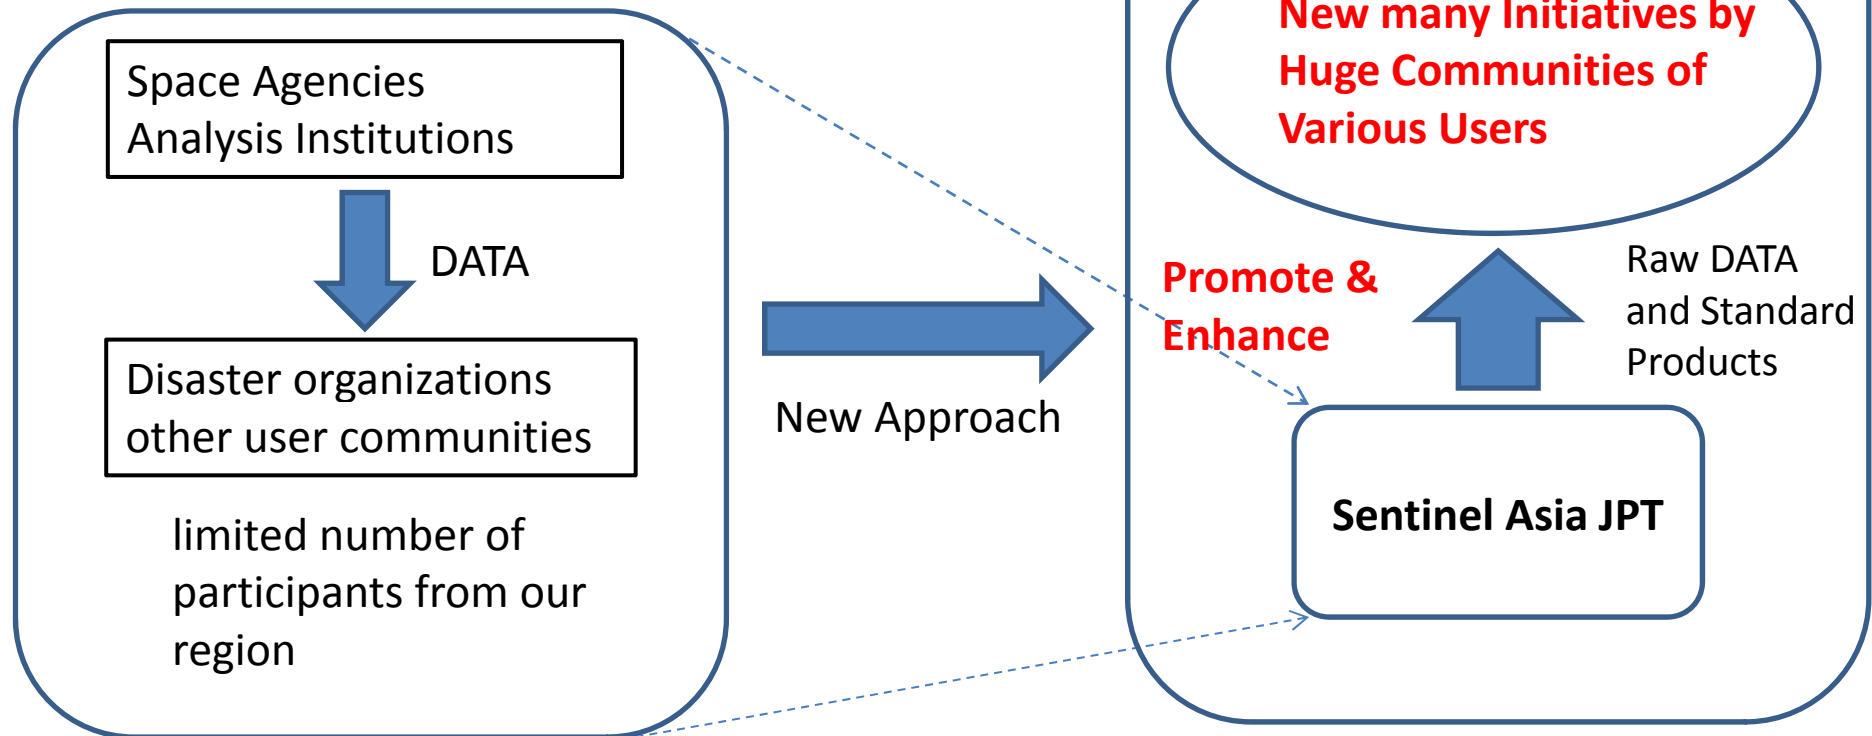 Space Agencies
Analysis Institutions
DATA
Disaster organizations
other user communities
limited number of
participants from our
region
New Approach
New many Initiatives by
Huge Communities of
Various Users
Promote &
Enhance
Raw DATA
and Standard
Products
Sentinel Asia JPT